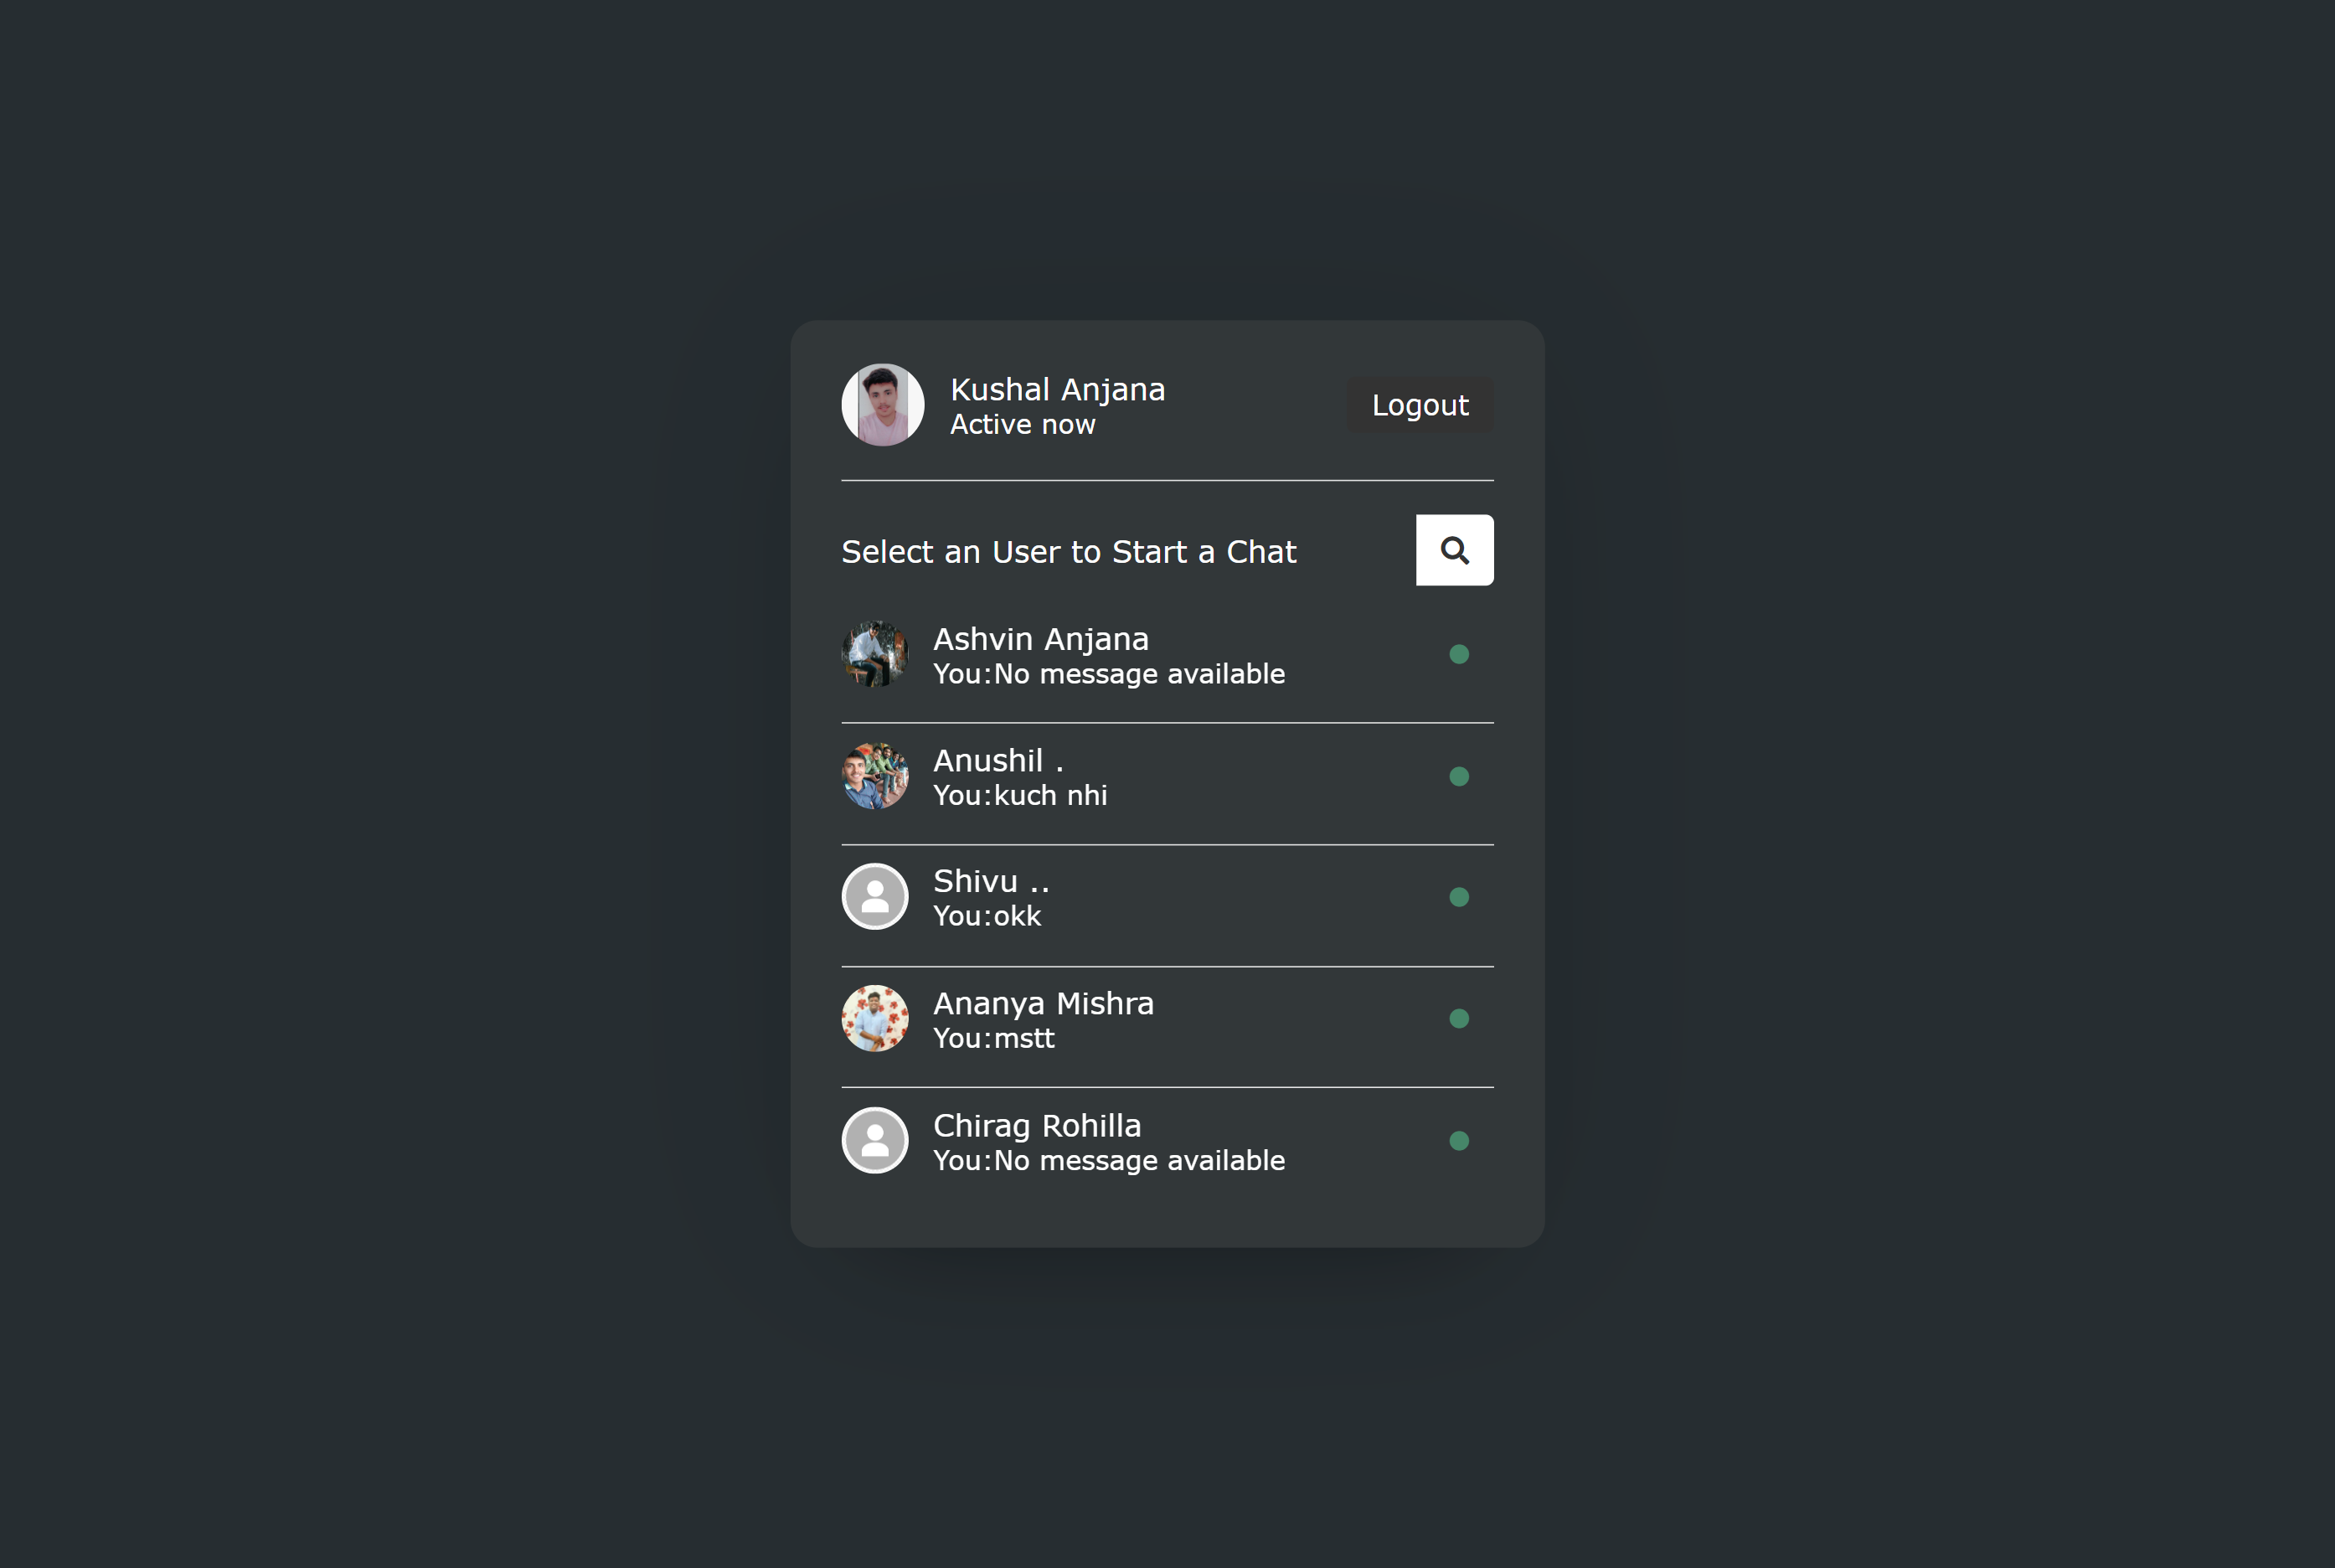 Kushal Anjana
Active now
Logout
Select an User to Start a Chat
Ashvin Anjana
You:No message available
Anushil .
You:kuch nhi
Shivu ..
You:okk
Ananya Mishra
You:mstt
Chirag Rohilla
You:No message available